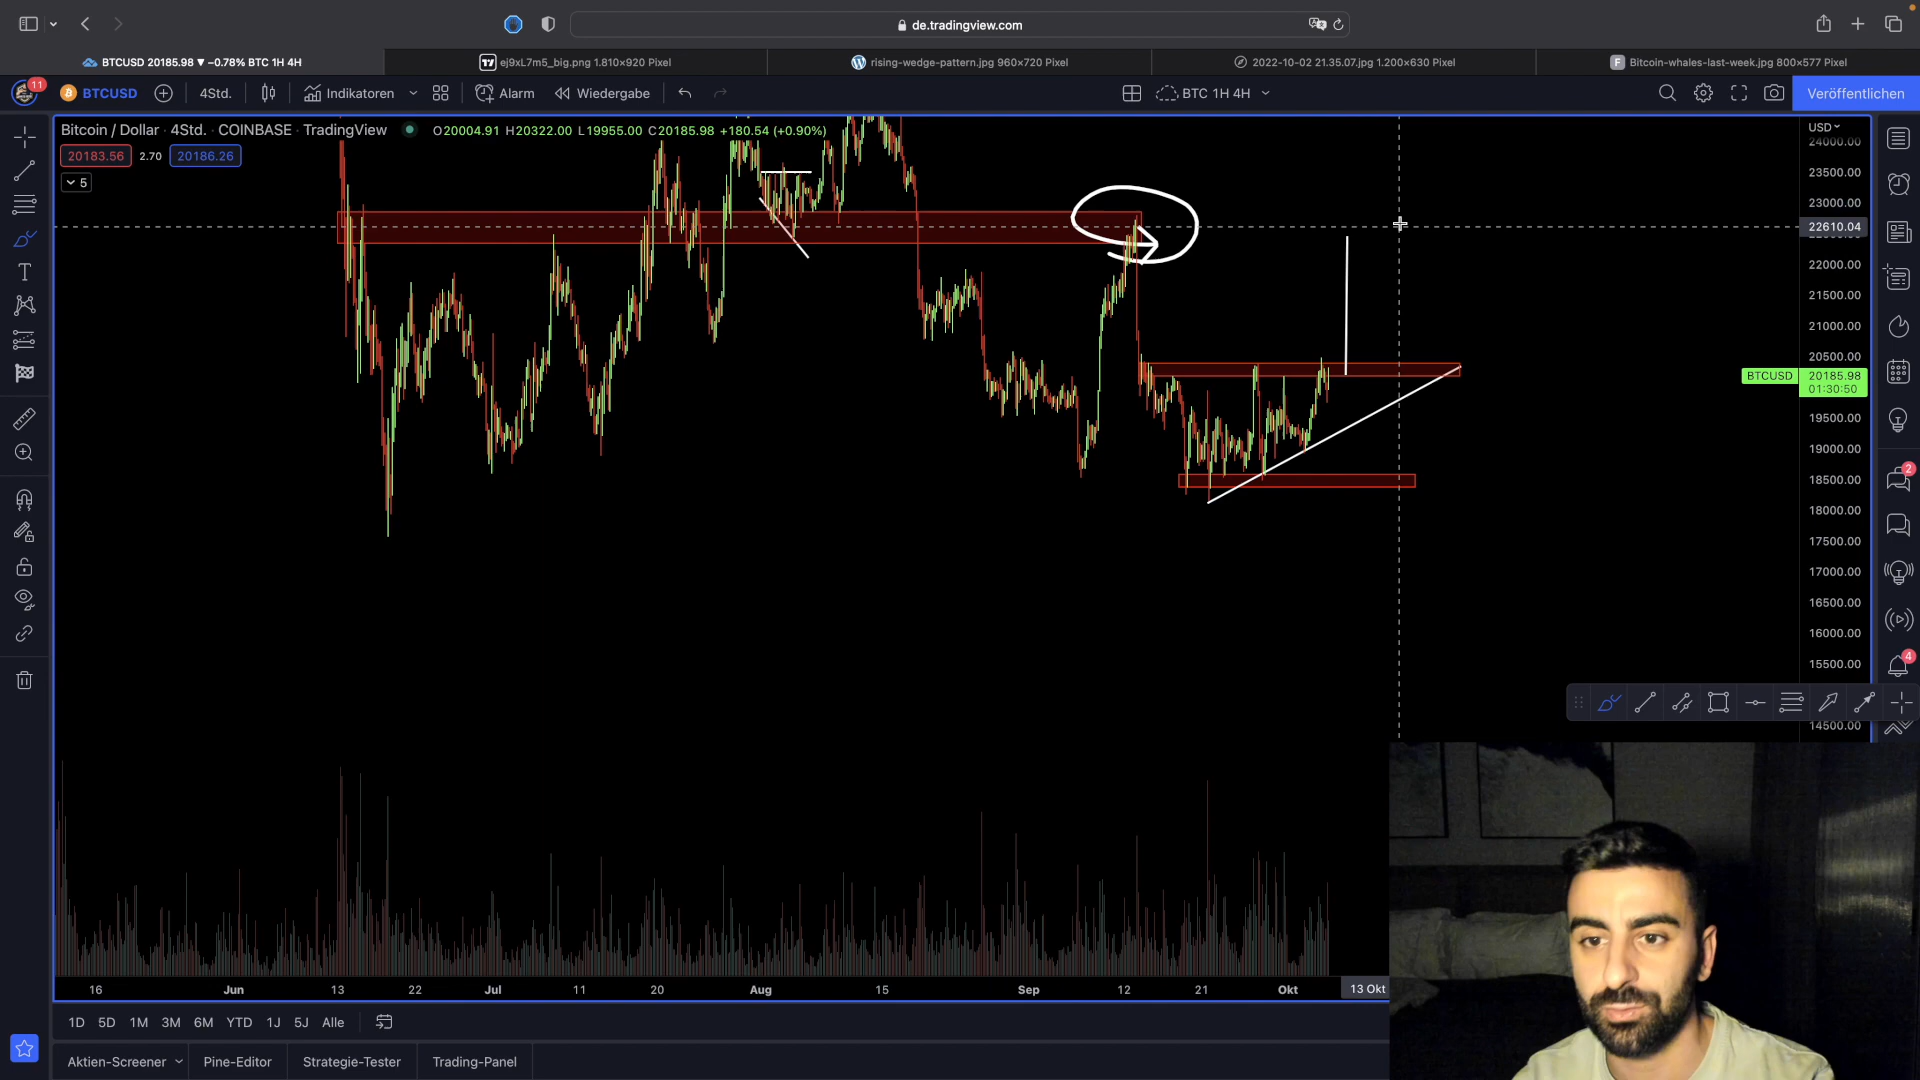 de.tradingview.com
BTCUSD 20185.98 ▼ −0.78% BTC 1H 4H
ej9xL7m5_big.png 1.810×920 Pixel
rising-wedge-pattern.jpg 960×720 Pixel
2022-10-02 21.35.07.jpg 1.200×630 Pixel
F Bitcoin-whales-last-week.jpg 800×577 Pixel
11
BTCUSD
4Std.
Indikatoren
Alarm
Wiedergabe
BTC 1H 4H
Veröffentlichen
Bitcoin / Dollar · 4Std. · COINBASE · TradingView
O20004.91 H20322.00 L19955.00 C20185.98 +180.54 (+0.90%)
20183.56 2.70 20186.26
5
USD
24000.00
23500.00
23000.00
22610.04
22000.00
21500.00
21000.00
20500.00
BTCUSD 20185.98
01:30:50
19500.00
19000.00
18500.00
18000.00
17500.00
17000.00
16500.00
16000.00
15500.00
14500.00
2
4
16 Jun 13 22 Jul 11 20 Aug 15 Sep 12 21 Okt 13 Okt
1D 5D 1M 3M 6M YTD 1J 5J Alle
Aktien-Screener Pine-Editor Strategie-Tester Trading-Panel